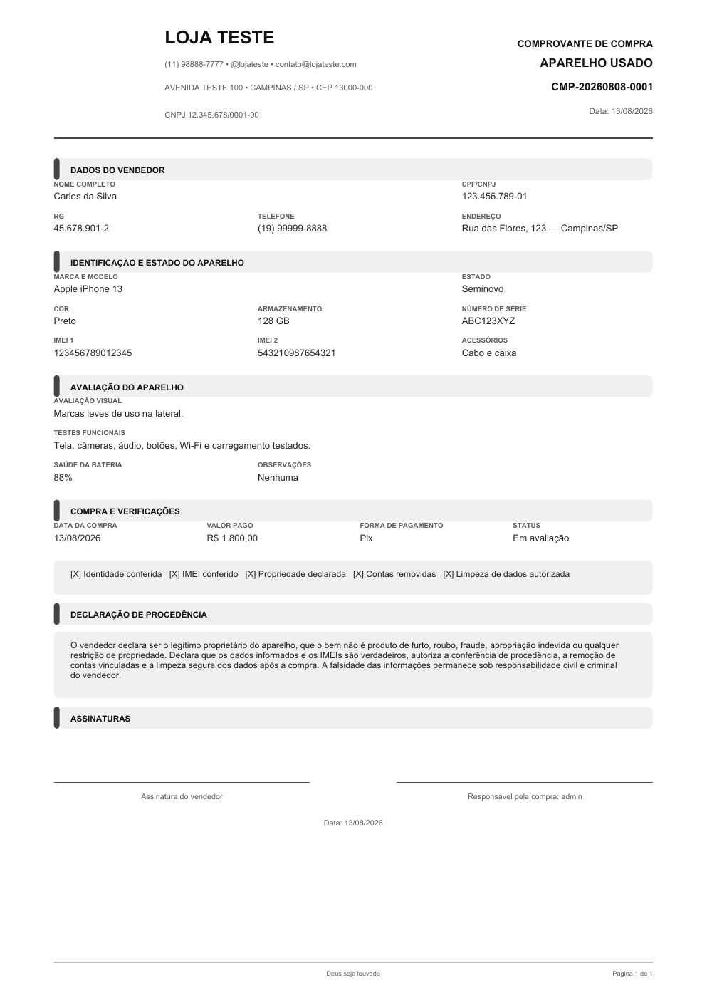 LOJA TESTE
(11) 98888-7777 • @lojateste • contato@lojateste.com
AVENIDA TESTE 100 • CAMPINAS / SP • CEP 13000-000
CNPJ 12.345.678/0001-90
COMPROVANTE DE COMPRA
APARELHO USADO
CMP-20260808-0001
Data: 13/08/2026
DADOS DO VENDEDOR
NOME COMPLETO CPF/CNPJ
Carlos da Silva 123.456.789-01
RG TELEFONE ENDEREÇO
45.678.901-2 (19) 99999-8888 Rua das Flores, 123 — Campinas/SP
IDENTIFICAÇÃO E ESTADO DO APARELHO
MARCA E MODELO ESTADO
Apple iPhone 13 Seminovo
COR ARMAZENAMENTO NÚMERO DE SÉRIE
Preto 128 GB ABC123XYZ
IMEI 1 IMEI 2 ACESSÓRIOS
123456789012345 543210987654321 Cabo e caixa
AVALIAÇÃO DO APARELHO
AVALIAÇÃO VISUAL
Marcas leves de uso na lateral.
TESTES FUNCIONAIS
Tela, câmeras, áudio, botões, Wi-Fi e carregamento testados.
SAÚDE DA BATERIA OBSERVAÇÕES
88% Nenhuma
COMPRA E VERIFICAÇÕES
DATA DA COMPRA VALOR PAGO FORMA DE PAGAMENTO STATUS
13/08/2026 R$ 1.800,00 Pix Em avaliação
[X] Identidade conferida [X] IMEI conferido [X] Propriedade declarada [X] Contas removidas [X] Limpeza de dados autorizada
DECLARAÇÃO DE PROCEDÊNCIA
O vendedor declara ser o legítimo proprietário do aparelho, que o bem não é produto de furto, roubo, fraude, apropriação indevida ou qualquer
restrição de propriedade. Declara que os dados informados e os IMEIs são verdadeiros, autoriza a conferência de procedência, a remoção de
contas vinculadas e a limpeza segura dos dados após a compra. A falsidade das informações permanece sob responsabilidade civil e criminal
do vendedor.
ASSINATURAS
Assinatura do vendedor Responsável pela compra: admin
Data: 13/08/2026
Deus seja louvado Página 1 de 1